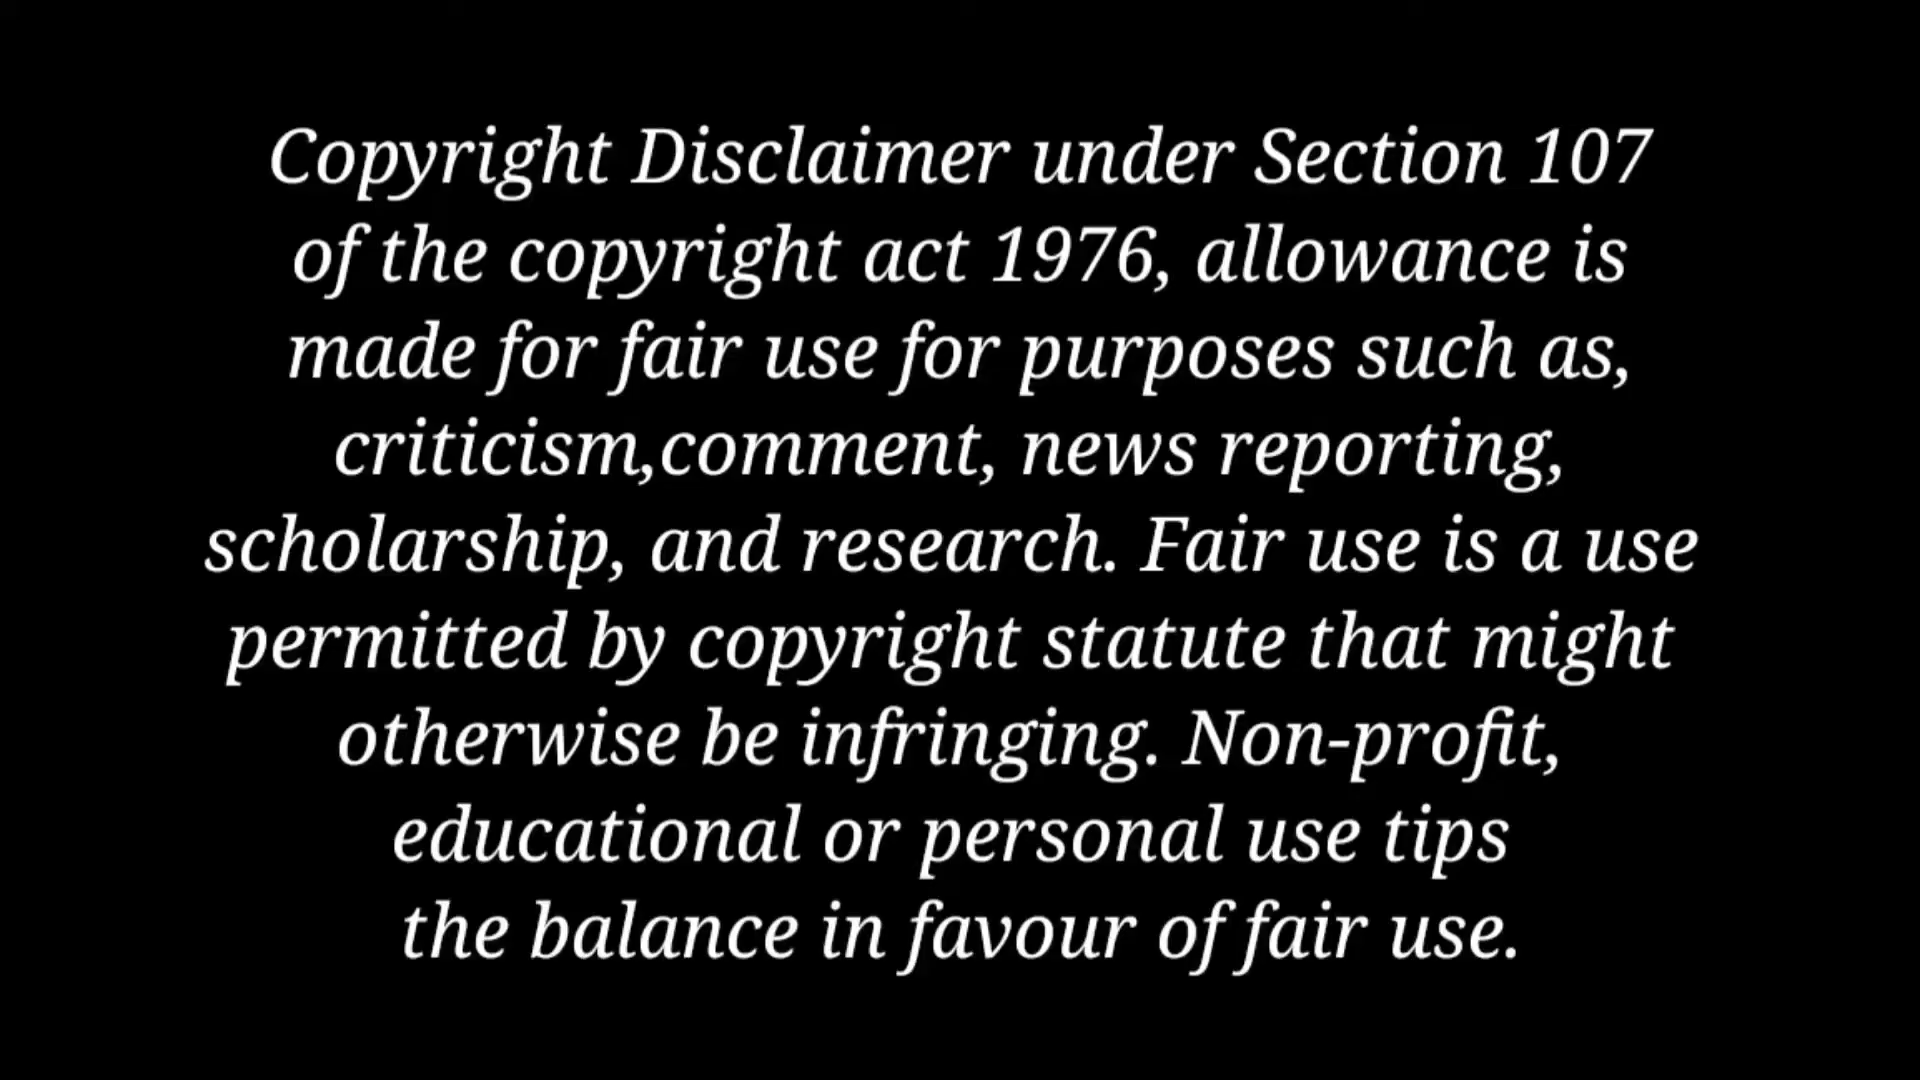 Copyright Disclaimer under Section 107
of the copyright act 1976, allowance is
made for fair use for purposes such as,
criticism,comment, news reporting,
scholarship, and research. Fair use is a use
permitted by copyright statute that might
otherwise be infringing. Non-profit,
educational or personal use tips
the balance in favour of fair use.